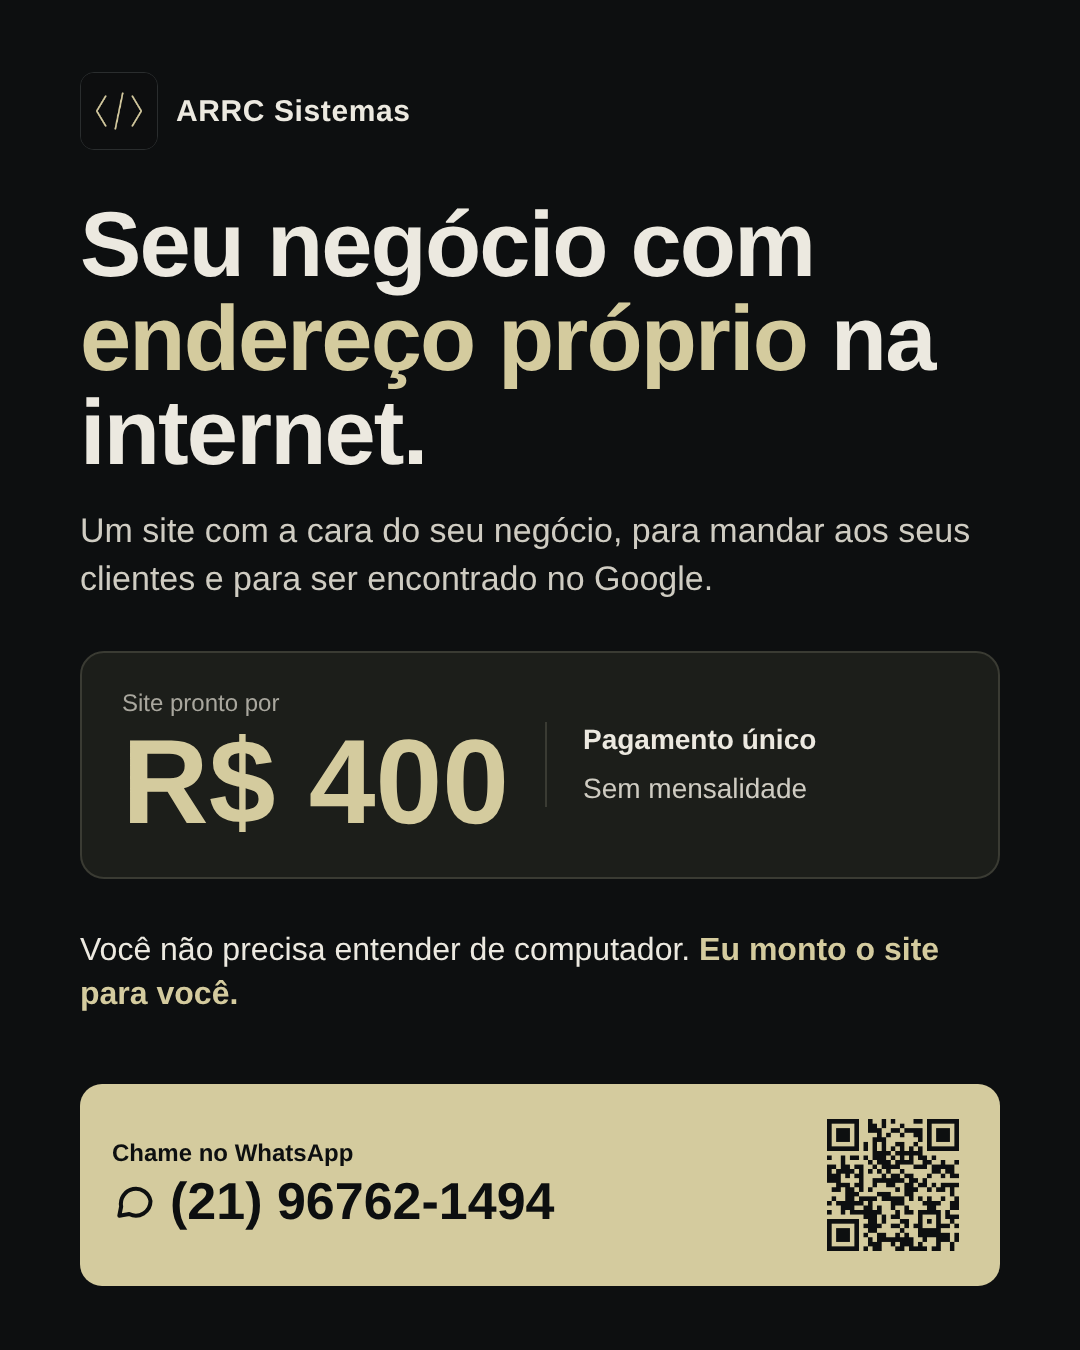 </> ARRC Sistemas
Seu negócio com
endereço próprio na
internet.
Um site com a cara do seu negócio, para mandar aos seus
clientes e para ser encontrado no Google.
Site pronto por
R$ 400
Pagamento único
Sem mensalidade
Você não precisa entender de computador. Eu monto o site
para você.
Chame no WhatsApp
(21) 96762-1494